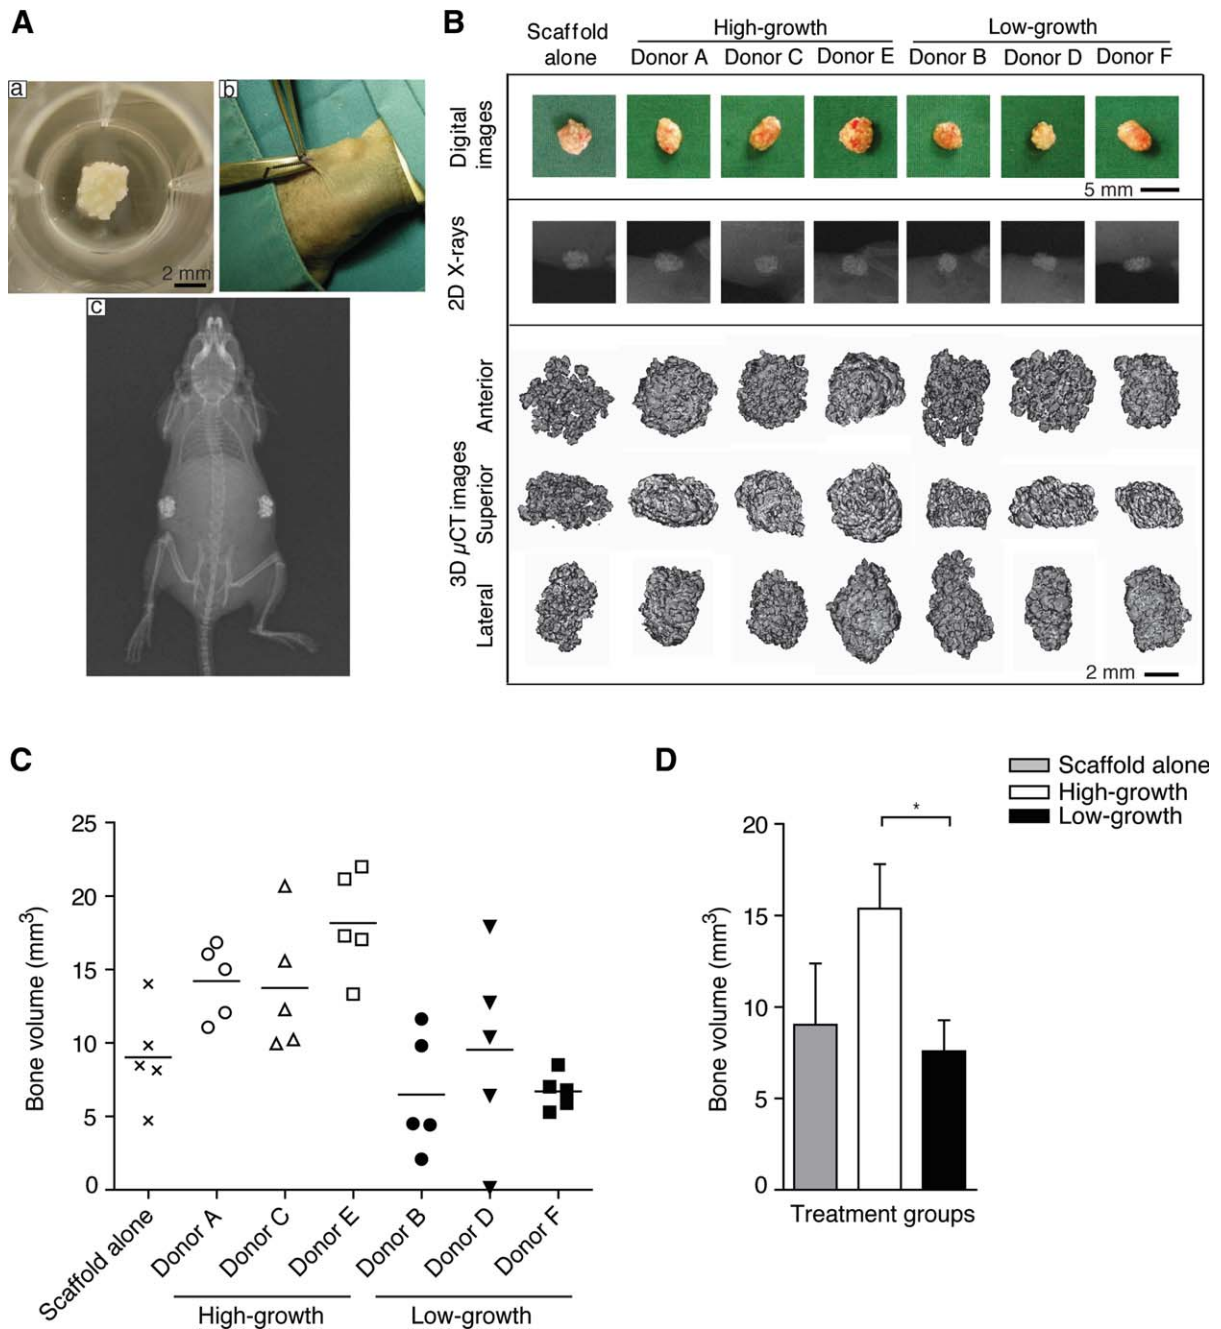 A
a
b
2 mm
c
B
Scaffold alone
High-growth
Low-growth
Donor A Donor C Donor E Donor B Donor D Donor F
Digital images
5 mm
2D X-rays
3D µCT images
Anterior
Superior
Lateral
2 mm
C
Bone volume (mm³)
25
20
15
10
5
0
Scaffold alone
Donor A
Donor C
Donor E
Donor B
Donor D
Donor F
High-growth
Low-growth
D
Scaffold alone
High-growth
Low-growth
*
Bone volume (mm³)
20
15
10
5
0
Treatment groups